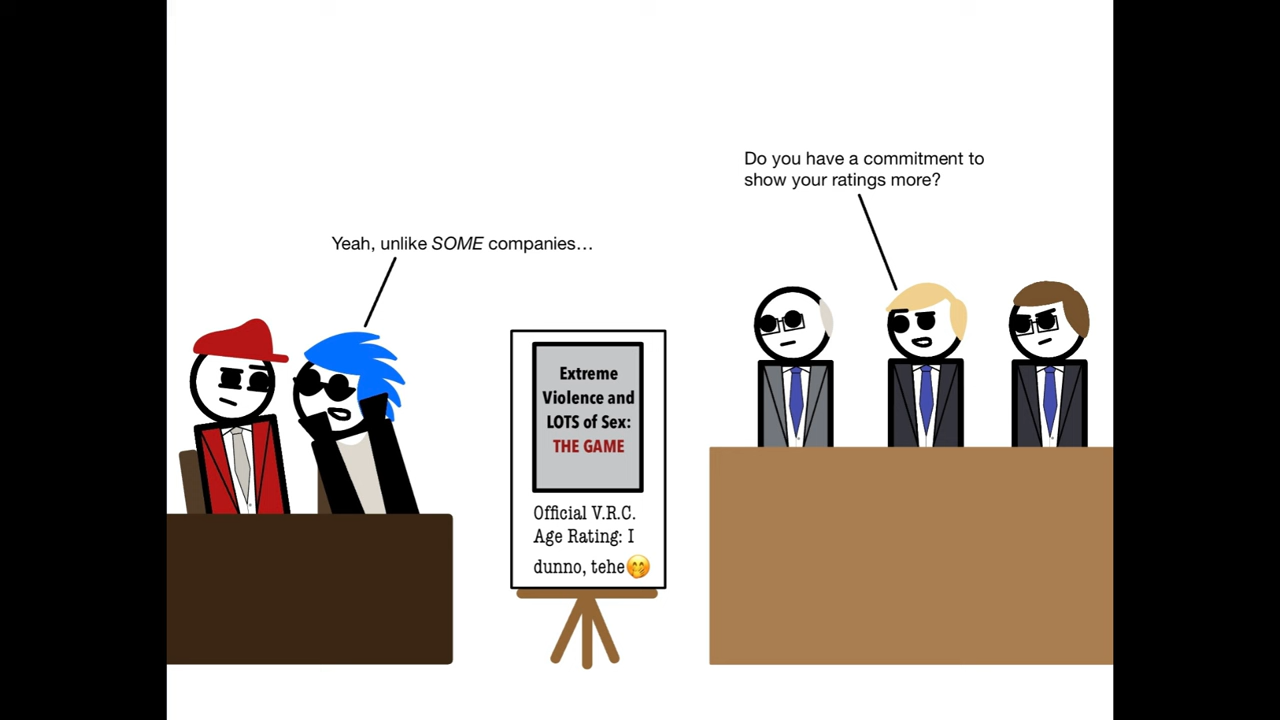 Do you have a commitment to
show your ratings more?
Yeah, unlike SOME companies…
Extreme
Violence and
LOTS of Sex:
THE GAME
Official V.R.C.
Age Rating: I
dunno, tehe🤭